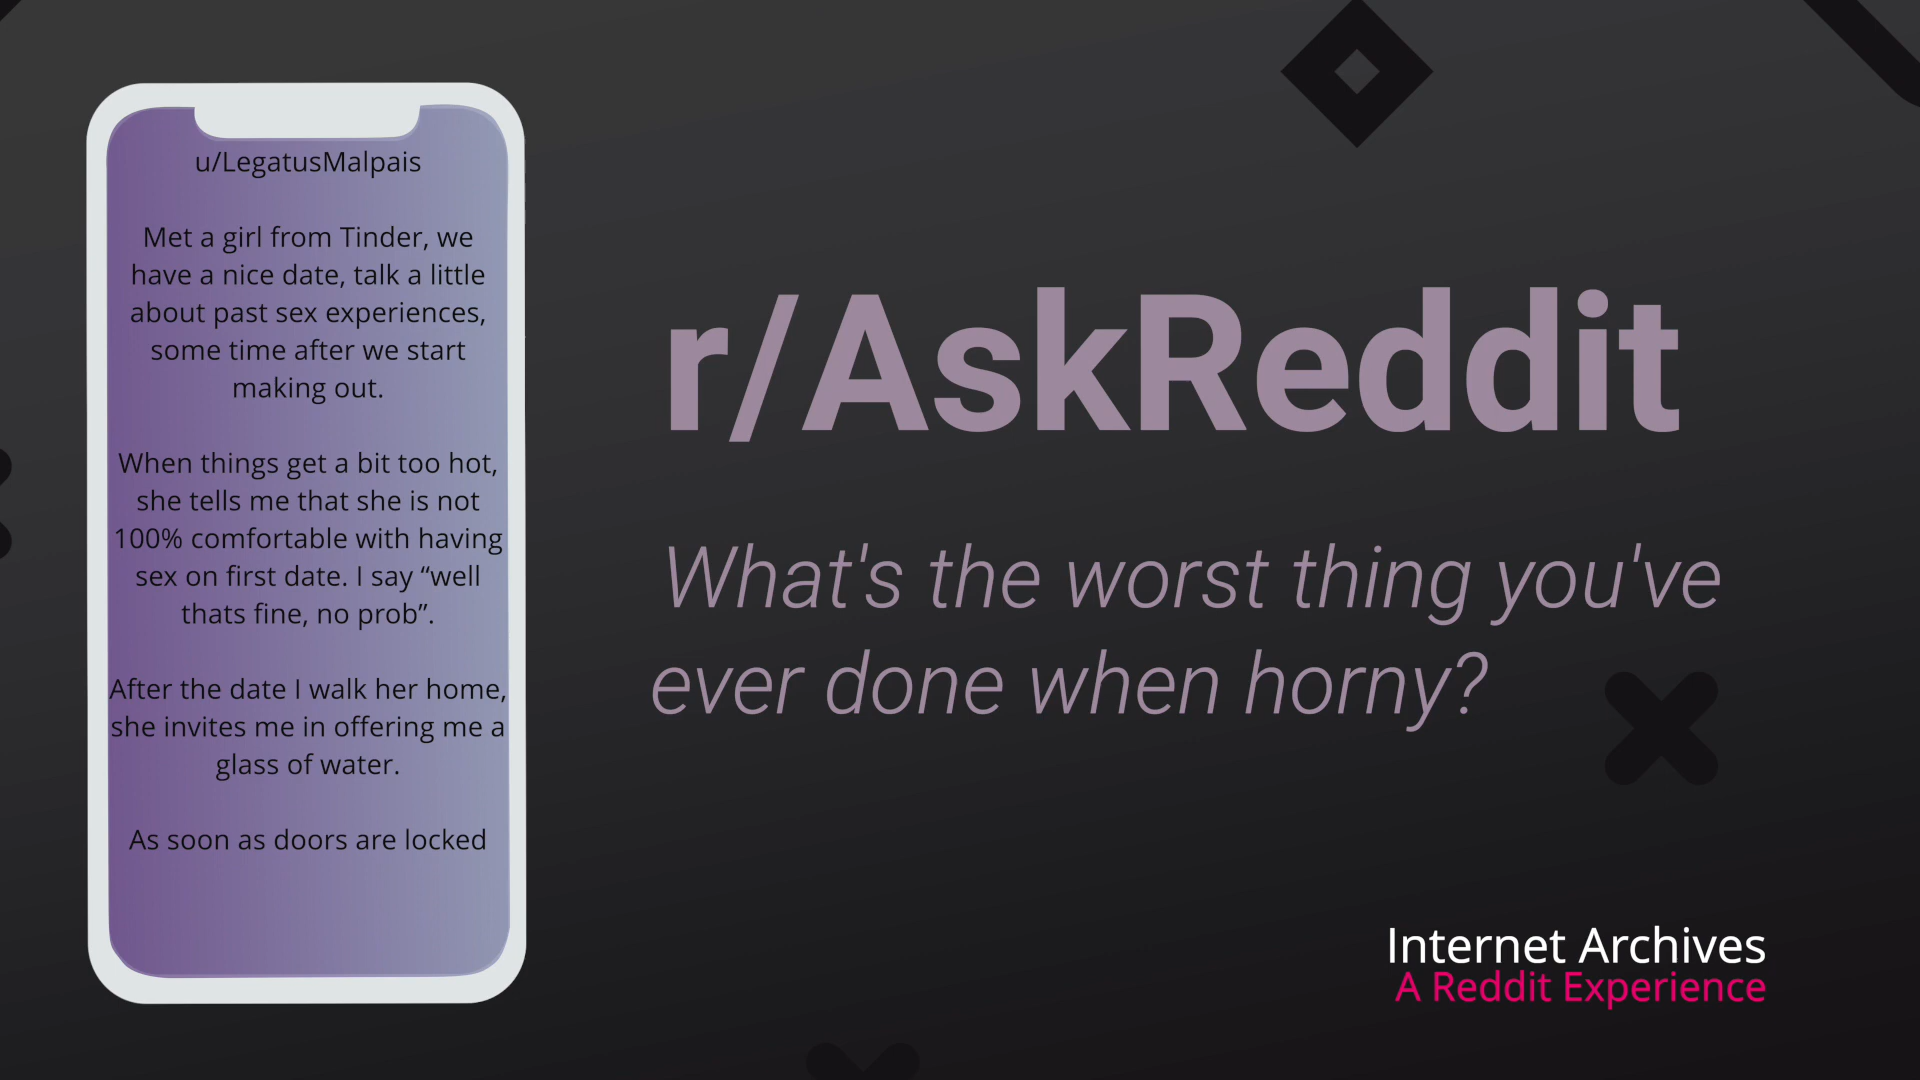 u/LegatusMalpais
Met a girl from Tinder, we
have a nice date, talk a little
about past sex experiences,
some time after we start
making out.
When things get a bit too hot,
she tells me that she is not
100% comfortable with having
sex on first date. I say “well
thats fine, no prob”.
After the date I walk her home,
she invites me in offering me a
glass of water.
As soon as doors are locked
r/AskReddit
What's the worst thing you've
ever done when horny?
Internet Archives
A Reddit Experience